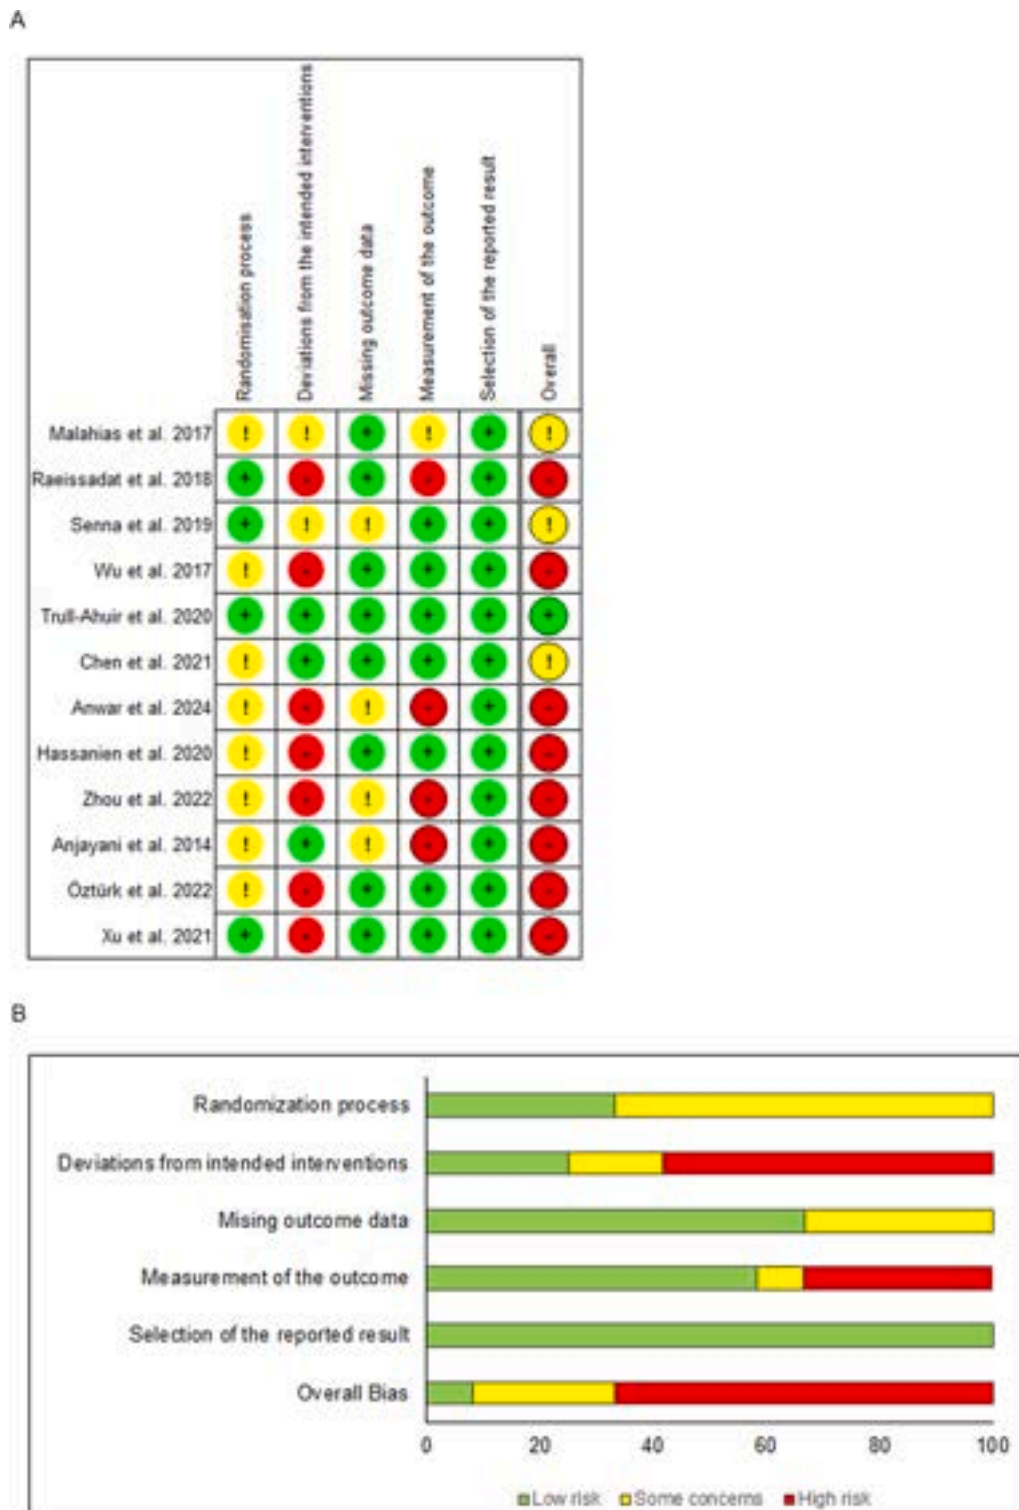 A
Randomisation process
Deviations from the intended interventions
Missing outcome data
Measurement of the outcome
Selection of the reported result
Overall
Malahias et al. 2017 ! ! + ! + !
Raeissadat et al. 2018 + - + - + -
Senna et al. 2019 + ! ! + + !
Wu et al. 2017 ! - + + + -
Trull-Ahuir et al. 2020 + + + + + +
Chen et al. 2021 ! + + + + !
Anwar et al. 2024 ! - ! - + -
Hassanien et al. 2020 ! - + + + -
Zhou et al. 2022 ! - ! - + -
Anjayani et al. 2014 ! + ! - + -
Öztürk et al. 2022 ! - + + + -
Xu et al. 2021 + - + + + -
B
Randomization process
Deviations from intended interventions
Mising outcome data
Measurement of the outcome
Selection of the reported result
Overall Bias
0 20 40 60 80 100
Low risk Some concerns High risk